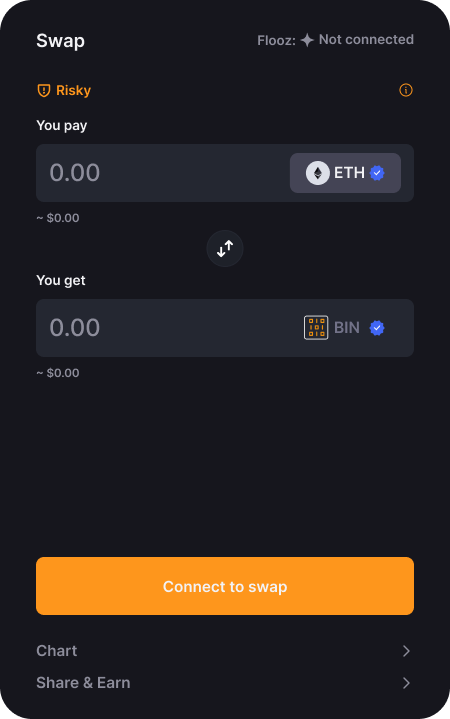 Swap
Flooz: Not connected
Risky
You pay
0.00
ETH
~ $0.00
You get
0.00
BIN
~ $0.00
Connect to swap
Chart
Share & Earn